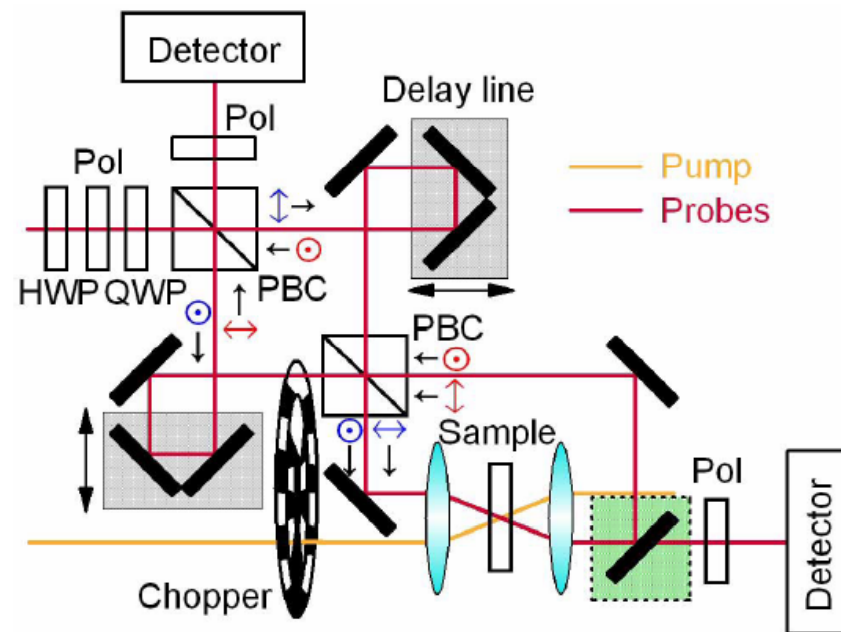 Detector
Delay line
Pol
Pol
Pump
Probes
HWP
QWP
PBC
PBC
Sample
Pol
Detector
Chopper